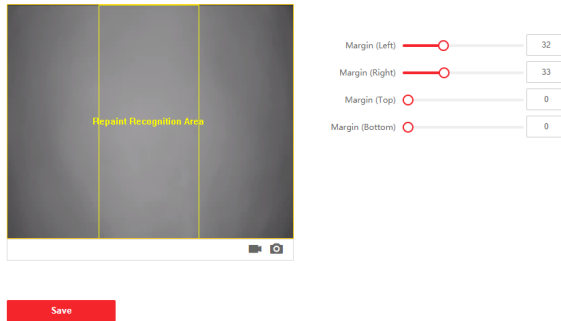 Margin (Left) 32
Margin (Right) 33
Margin (Top) 0
Repaint Recognition Area
Margin (Bottom) 0
Save